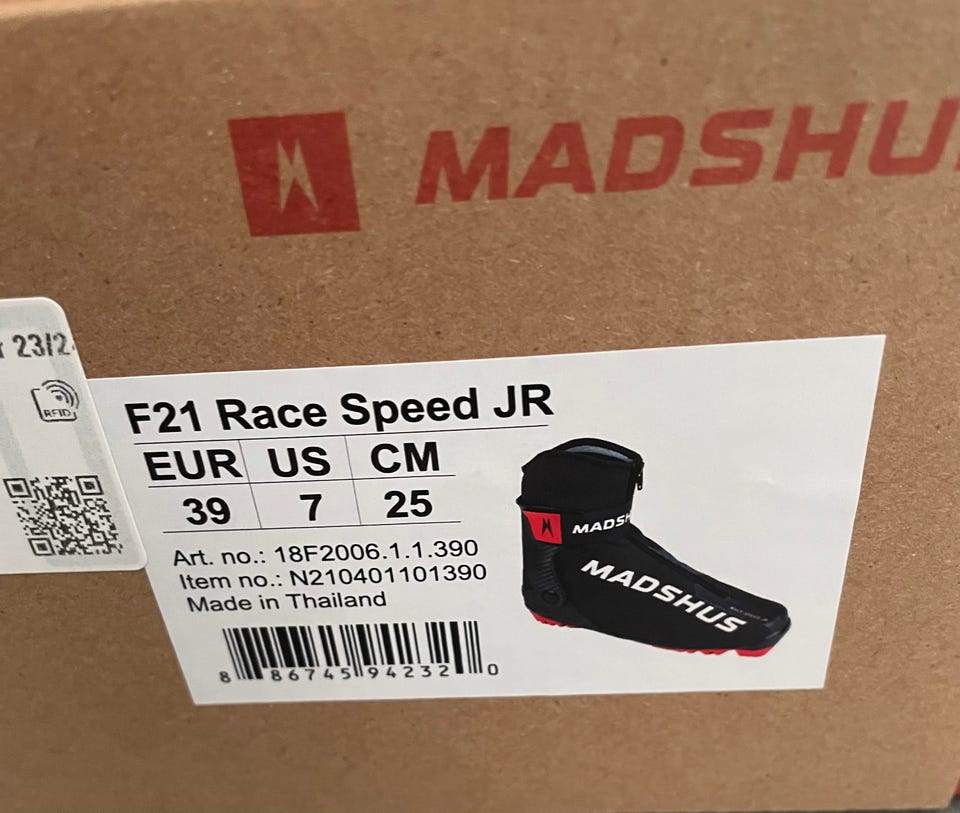 MADSHU
23/2
RFID
F21 Race Speed JR
EUR US CM
39 7 25
Art. no.: 18F2006.1.1.390
Item no.: N210401101390
Made in Thailand
8 86745 94232 0
MADSH
MADSHUS